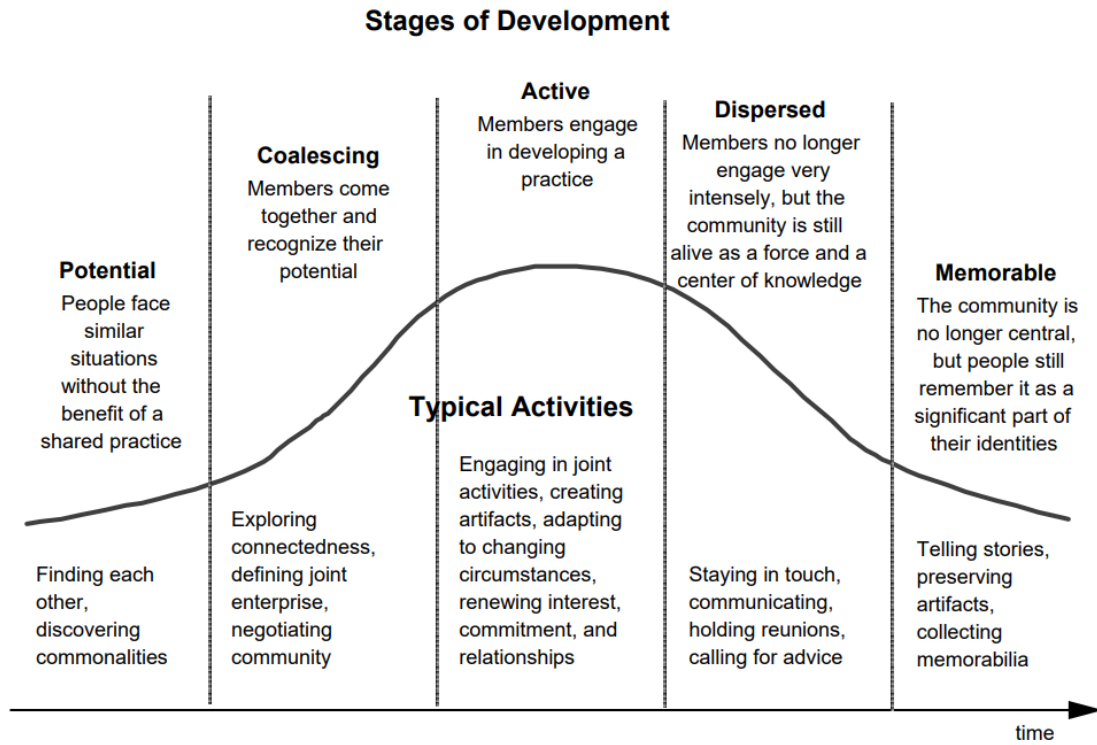 Stages of Development
Potential
People face
similar
situations
without the
benefit of a
shared practice
Coalescing
Members come
together and
recognize their
potential
Active
Members engage
in developing a
practice
Dispersed
Members no longer
engage very
intensely, but the
community is still
alive as a force and a
center of knowledge
Memorable
The community is
no longer central,
but people still
remember it as a
significant part of
their identities
Typical Activities
Finding each
other,
discovering
commonalities
Exploring
connectedness,
defining joint
enterprise,
negotiating
community
Engaging in joint
activities, creating
artifacts, adapting
to changing
circumstances,
renewing interest,
commitment, and
relationships
Staying in touch,
communicating,
holding reunions,
calling for advice
Telling stories,
preserving
artifacts,
collecting
memorabilia
time